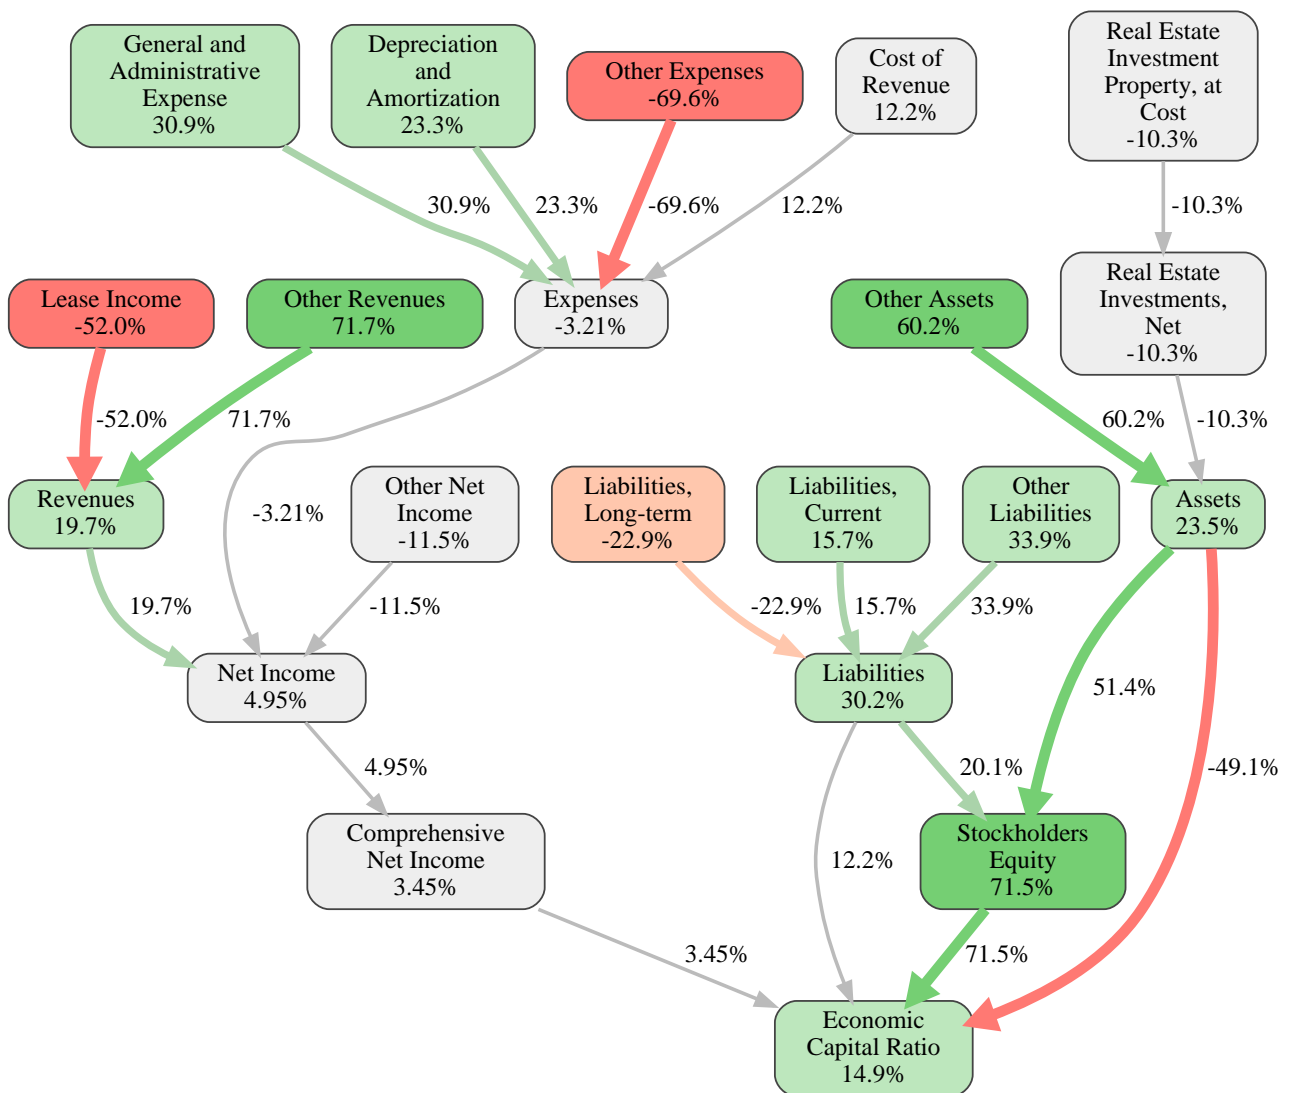 General and
Administrative
Expense
30.9%
Depreciation
and
Amortization
23.3%
Other Expenses
-69.6%
Cost of
Revenue
12.2%
Real Estate
Investment
Property, at
Cost
-10.3%
30.9%
23.3%
-69.6%
12.2%
-10.3%
Lease Income
-52.0%
Other Revenues
71.7%
Expenses
-3.21%
Other Assets
60.2%
Real Estate
Investments,
Net
-10.3%
-52.0%
71.7%
60.2%
-10.3%
Revenues
19.7%
-3.21%
Other Net
Income
-11.5%
Liabilities,
Long-term
-22.9%
Liabilities,
Current
15.7%
Other
Liabilities
33.9%
Assets
23.5%
19.7%
-11.5%
-22.9%
15.7%
33.9%
Net Income
4.95%
Liabilities
30.2%
51.4%
4.95%
20.1%
-49.1%
Comprehensive
Net Income
3.45%
12.2%
Stockholders
Equity
71.5%
3.45%
71.5%
Economic
Capital Ratio
14.9%